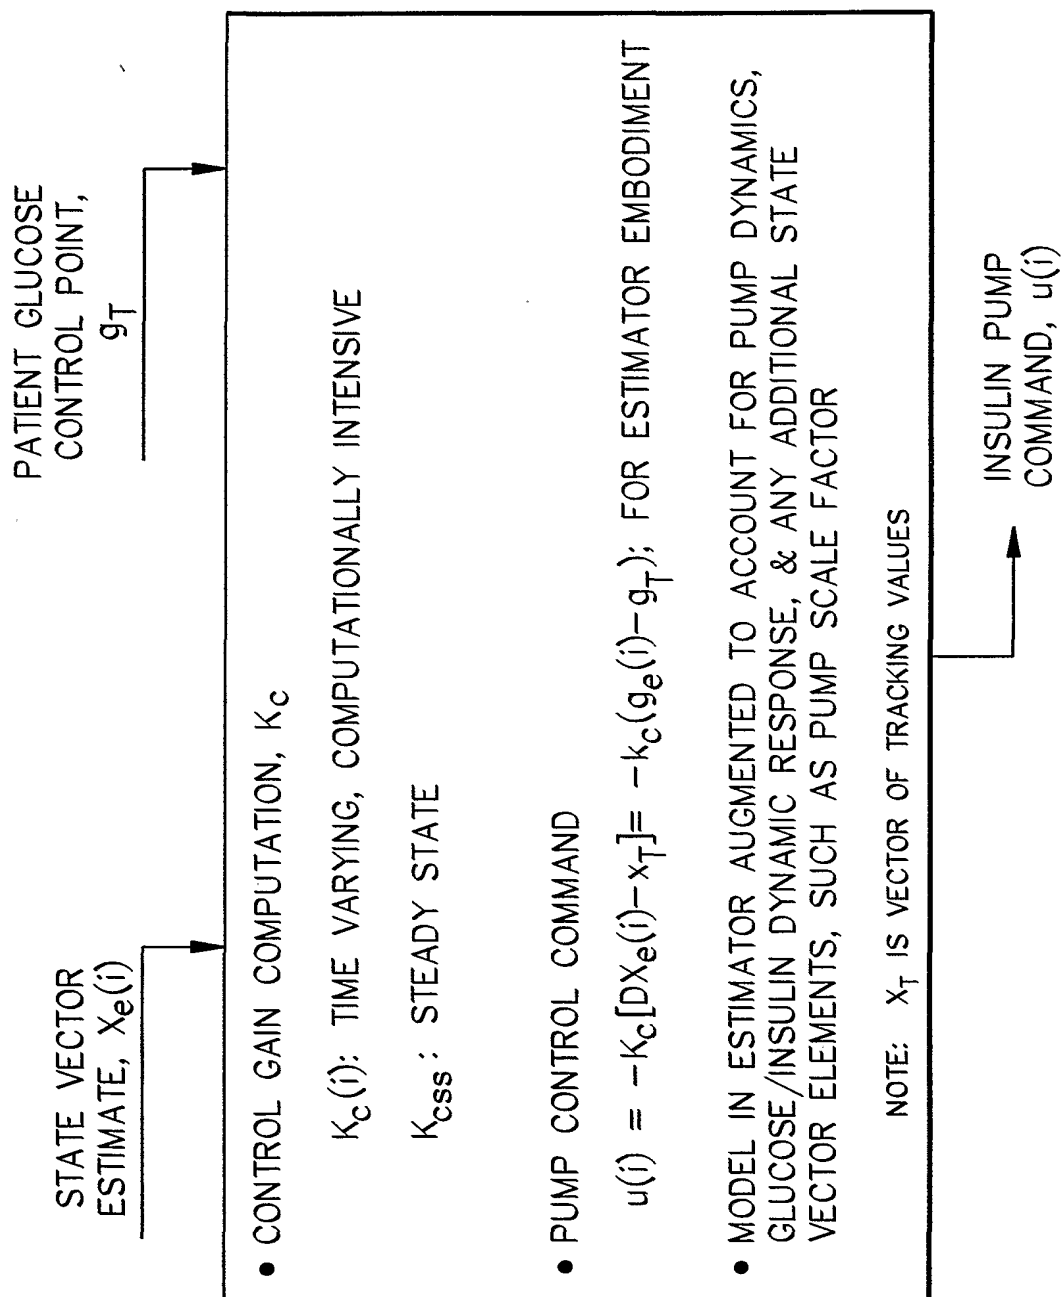 STATE VECTOR
ESTIMATE, X_e(i)
PATIENT GLUCOSE
CONTROL POINT,
g_T
• CONTROL GAIN COMPUTATION, K_C
K_C(i): TIME VARYING, COMPUTATIONALLY INTENSIVE
K_CSS: STEADY STATE
• PUMP CONTROL COMMAND
u(i) = -K_C[DX_e(i)-x_T]= -k_C(g_e(i)-g_T); FOR ESTIMATOR EMBODIMENT
• MODEL IN ESTIMATOR AUGMENTED TO ACCOUNT FOR PUMP DYNAMICS,
GLUCOSE/INSULIN DYNAMIC RESPONSE, & ANY ADDITIONAL STATE
VECTOR ELEMENTS, SUCH AS PUMP SCALE FACTOR
NOTE: X_T IS VECTOR OF TRACKING VALUES
INSULIN PUMP
COMMAND, u(i)